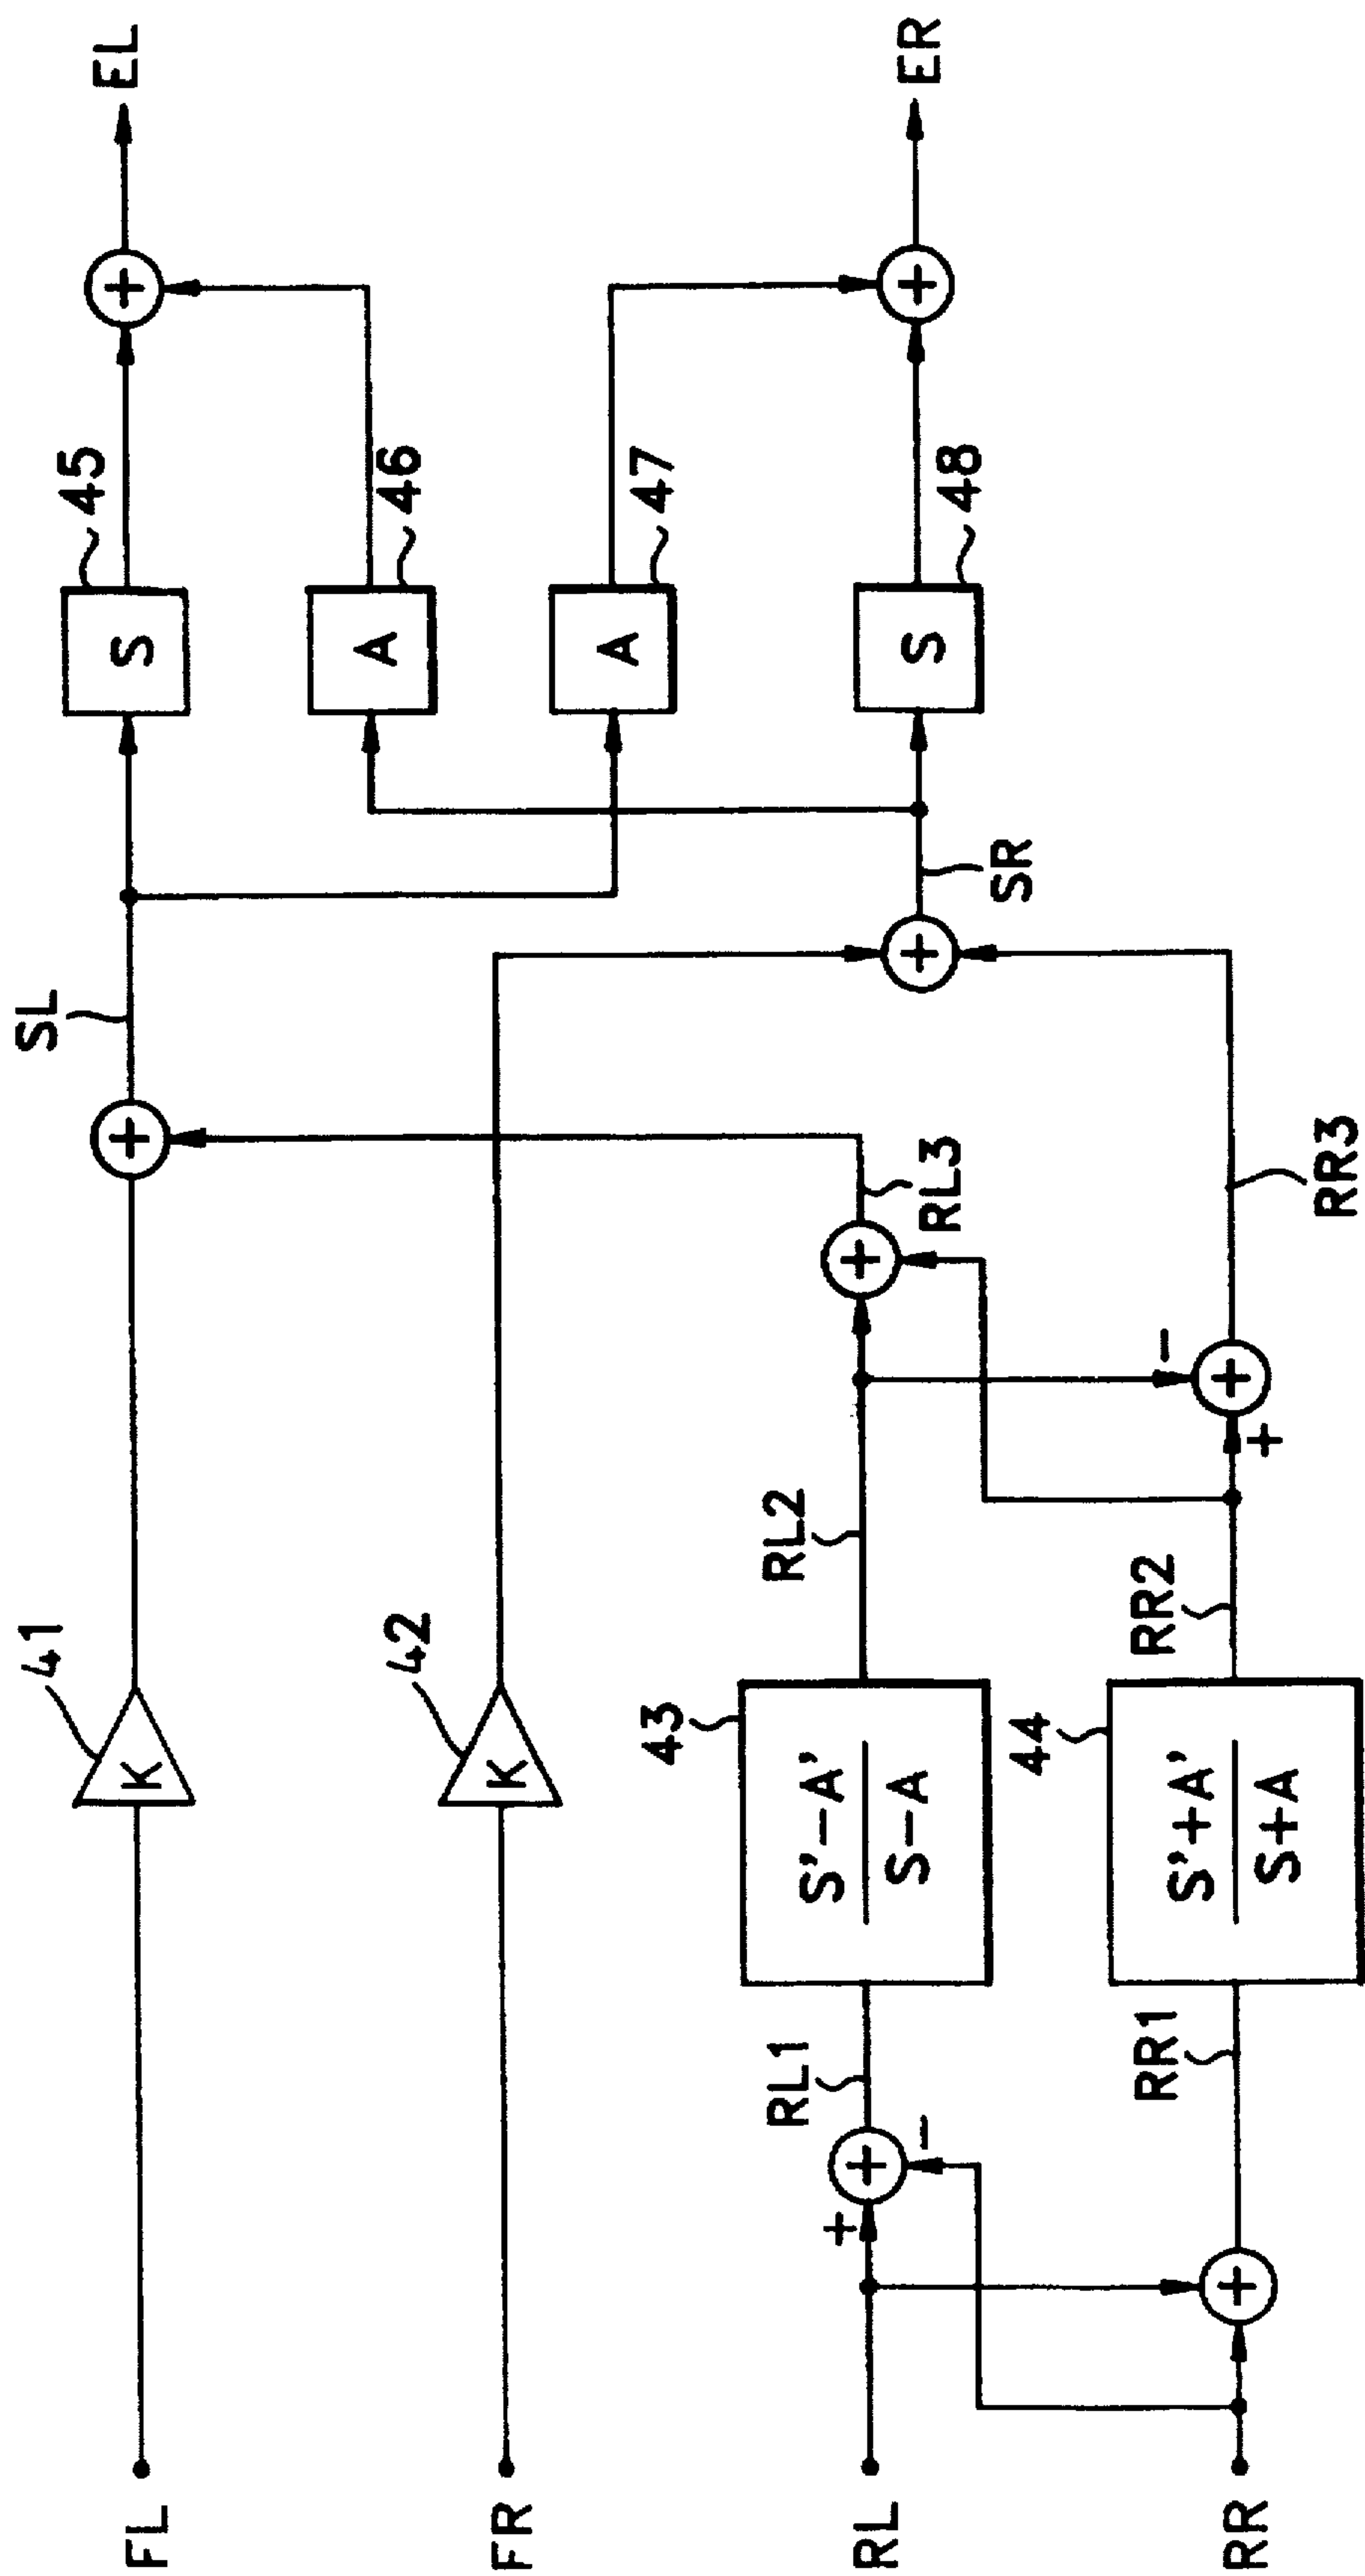 FL
41
K
SL
45
S
EL
FR
42
K
46
A
47
A
RL
+
-
RL1
43
S'-A'
S-A
RL2
RL3
SR
48
S
ER
RR
RR1
44
S'+A'
S+A
RR2
+
-
RR3